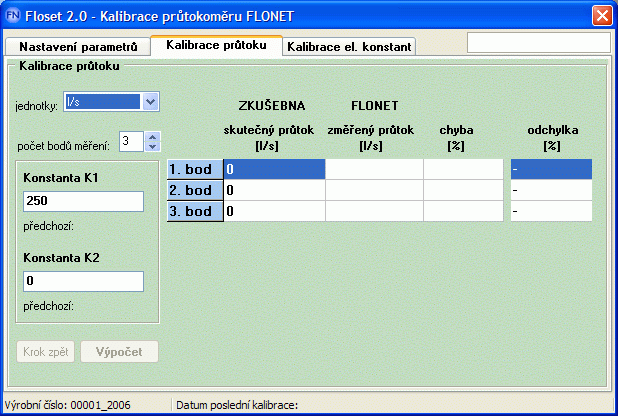 FN Floset 2.0 - Kalibrace průtokoměru FLONET
Nastavení parametrů Kalibrace průtoku Kalibrace el. konstant
Kalibrace průtoku
jednotky: l/s
počet bodů měření: 3
ZKUŠEBNA FLONET
skutečný průtok změřený průtok chyba odchylka
[l/s] [l/s] [%] [%]
1. bod 0 -
2. bod 0 -
3. bod 0 -
Konstanta K1
250
předchozí:
Konstanta K2
0
předchozí:
Krok zpět Výpočet
Výrobní číslo: 00001_2006 Datum poslední kalibrace: